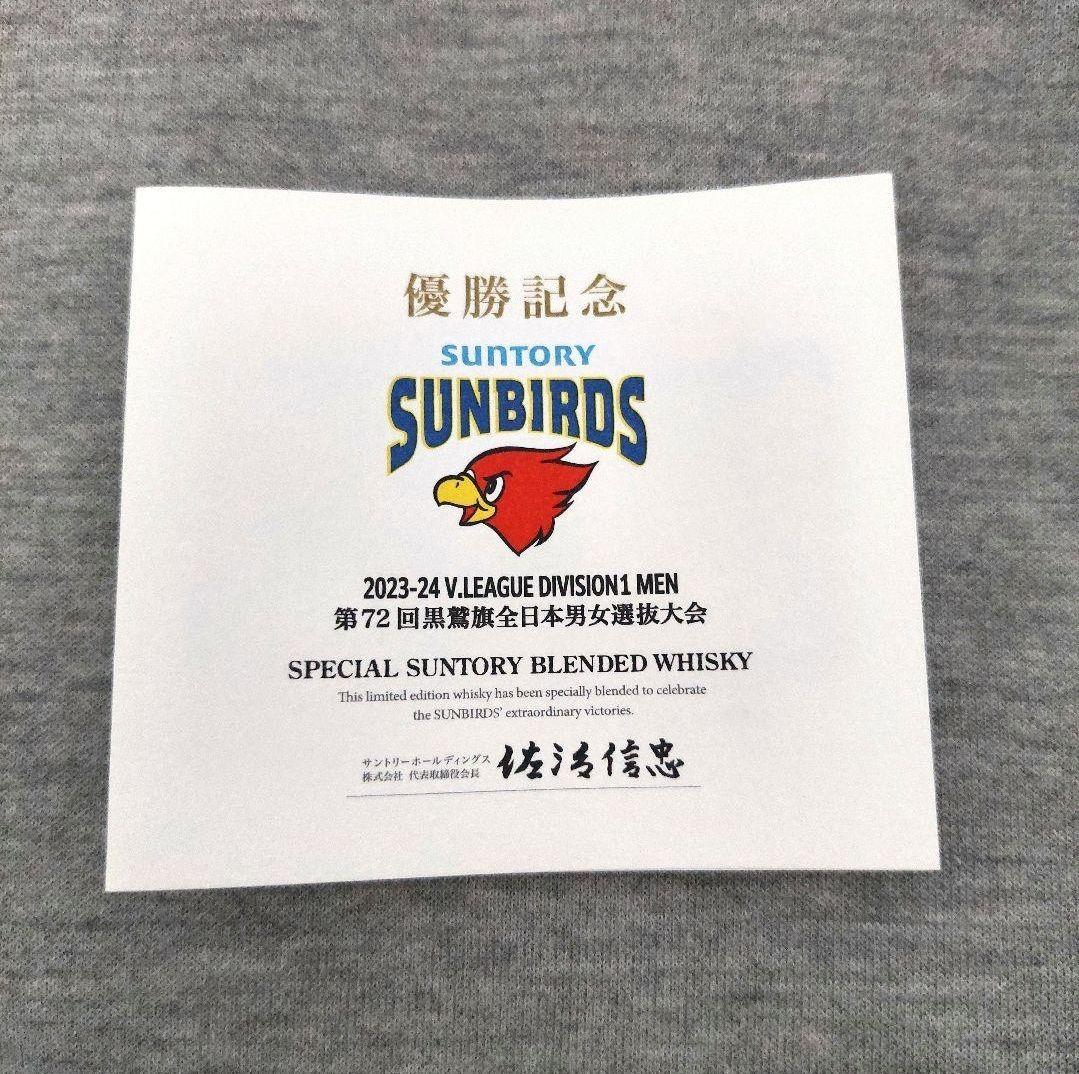 優勝記念
SUNTORY
SUNBIRDS
2023-24 V.LEAGUE DIVISION1 MEN
第72回黒鷲旗全日本男女選抜大会
SPECIAL SUNTORY BLENDED WHISKY
This limited edition whisky has been specially blended to celebrate
the SUNBIRDS' extraordinary victories.
サントリーホールディングス
株式会社 代表取締役会長
佐治信忠